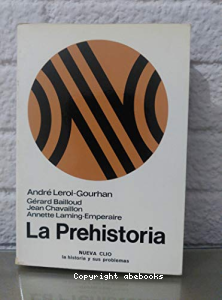 André Leroi-Gourhan
Gérard Bailloud
Jean Chavaillon
Annette Laming-Emperaire
La Prehistoria
NUEVA CLIO
la historia y sus problemas
Copyright abebooks